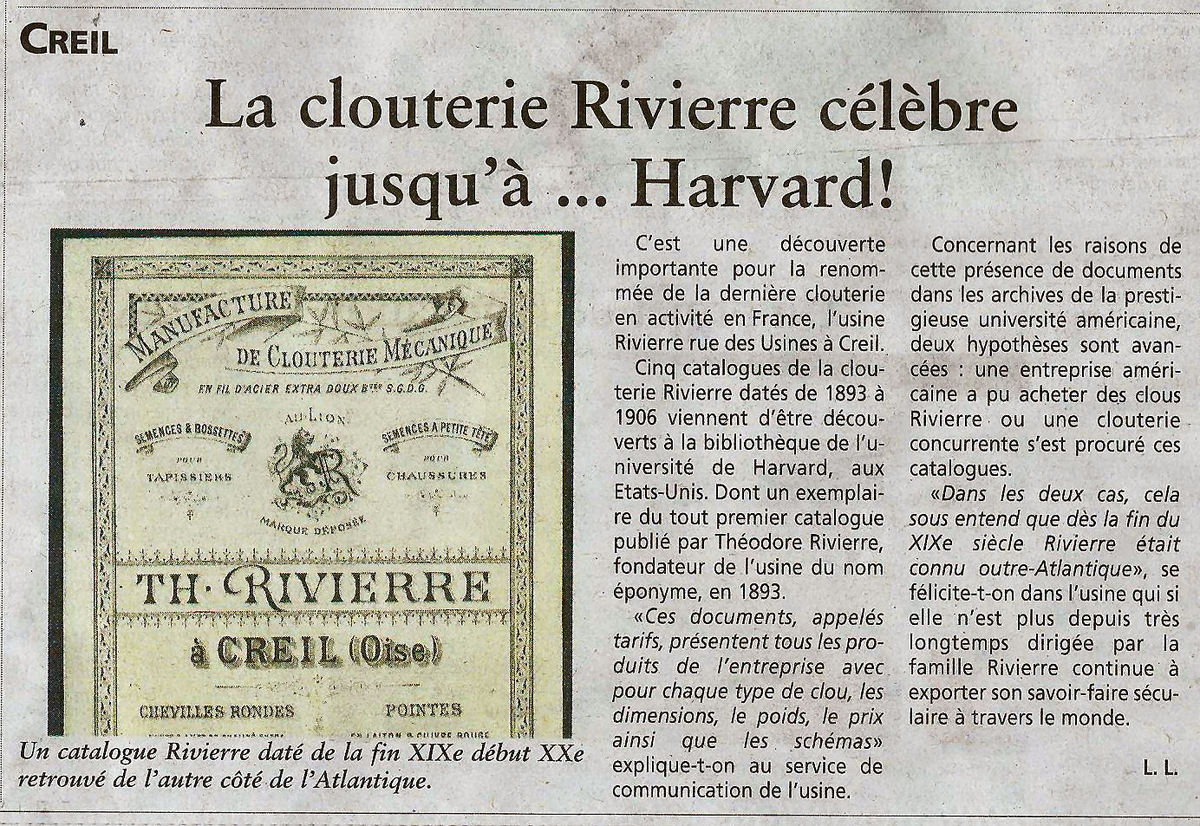 CREIL
La clouterie Rivierre célèbre
jusqu'à ... Harvard!
MANUFACTURE
DE CLOUTERIE MÉCANIQUE
EN FIL D'ACIER EXTRA DOUX BTÉE S.G.D.G.
AU LION
SEMENCES & BOSSETTES
POUR
TAPISSIERS
SEMENCES A PETITE TÊTE
POUR
CHAUSSURES
R
MARQUE DÉPOSÉE
TH. RIVIERRE
à CREIL (Oise)
CHEVILLES RONDES
POINTES
EN LAITON & CUIVRE ROUGE
Un catalogue Rivierre daté de la fin XIXe début XXe
retrouvé de l'autre côté de l'Atlantique.
C'est une découverte
importante pour la renom-
mée de la dernière clouterie
en activité en France, l'usine
Rivierre rue des Usines à Creil.
Cinq catalogues de la clou-
terie Rivierre datés de 1893 à
1906 viennent d'être décou-
verts à la bibliothèque de l'u-
niversité de Harvard, aux
Etats-Unis. Dont un exemplai-
re du tout premier catalogue
publié par Théodore Rivierre,
fondateur de l'usine du nom
éponyme, en 1893.
«Ces documents, appelés
tarifs, présentent tous les pro-
duits de l'entreprise avec
pour chaque type de clou, les
dimensions, le poids, le prix
ainsi que les schémas»
explique-t-on au service de
communication de l'usine.
Concernant les raisons de
cette présence de documents
dans les archives de la presti-
gieuse université américaine,
deux hypothèses sont avan-
cées : une entreprise améri-
caine a pu acheter des clous
Rivierre ou une clouterie
concurrente s'est procuré ces
catalogues.
«Dans les deux cas, cela
sous entend que dès la fin du
XIXe siècle Rivierre était
connu outre-Atlantique», se
félicite-t-on dans l'usine qui si
elle n'est plus depuis très
longtemps dirigée par la
famille Rivierre continue à
exporter son savoir-faire sécu-
laire à travers le monde.
L. L.